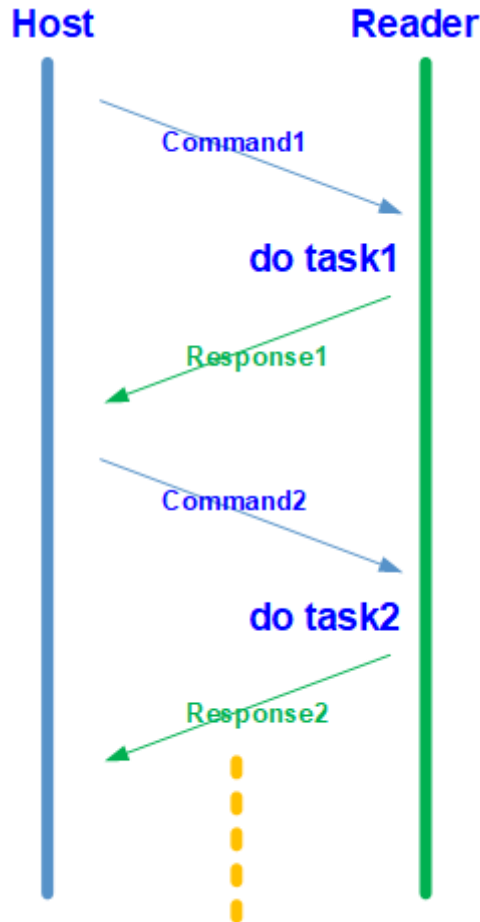 Host Reader
Command1
do task1
Response1
Command2
do task2
Response2